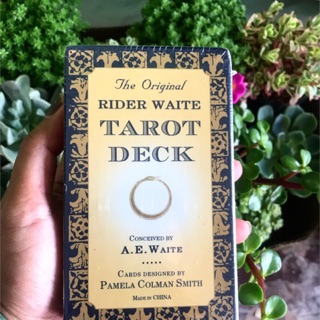 The Original
RIDER WAITE
TAROT
DECK
CONCEIVED BY
A.E.WAITE
•••••
CARDS DESIGNED BY
PAMELA COLMAN SMITH
MADE IN CHINA